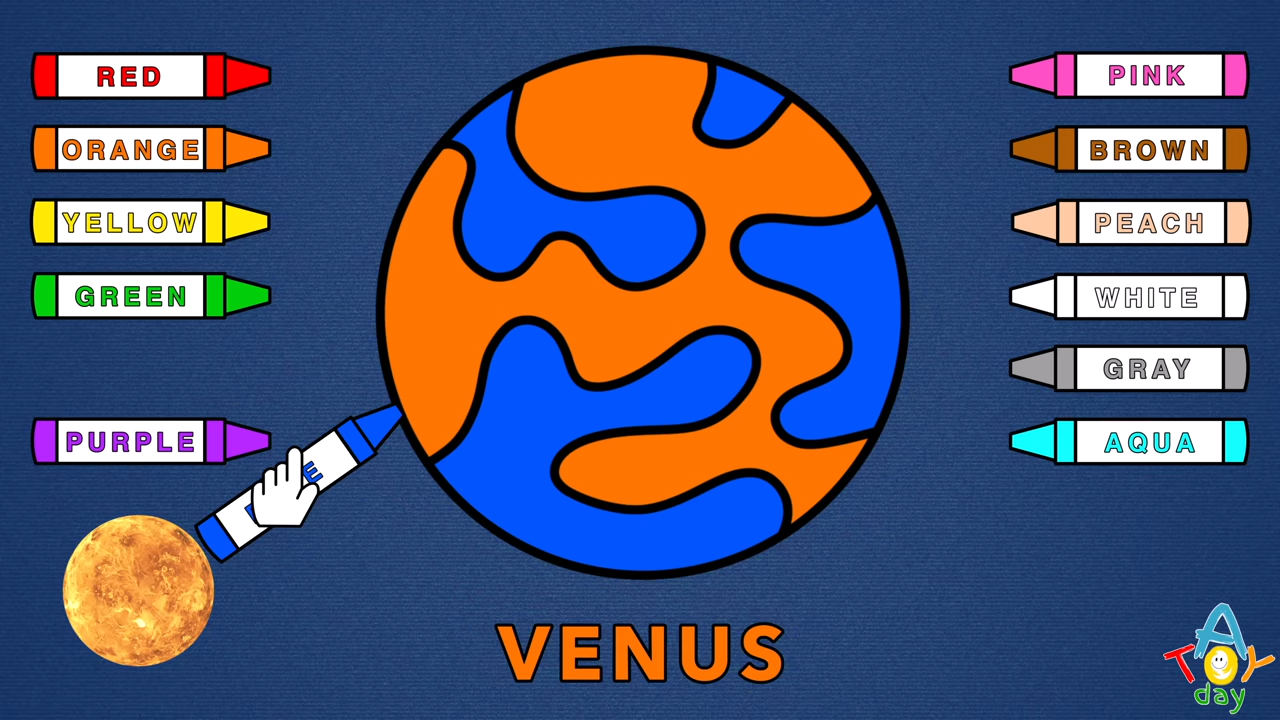 RED
ORANGE
YELLOW
GREEN
PURPLE
PINK
BROWN
PEACH
WHITE
GRAY
AQUA
VENUS
A
TOY
day